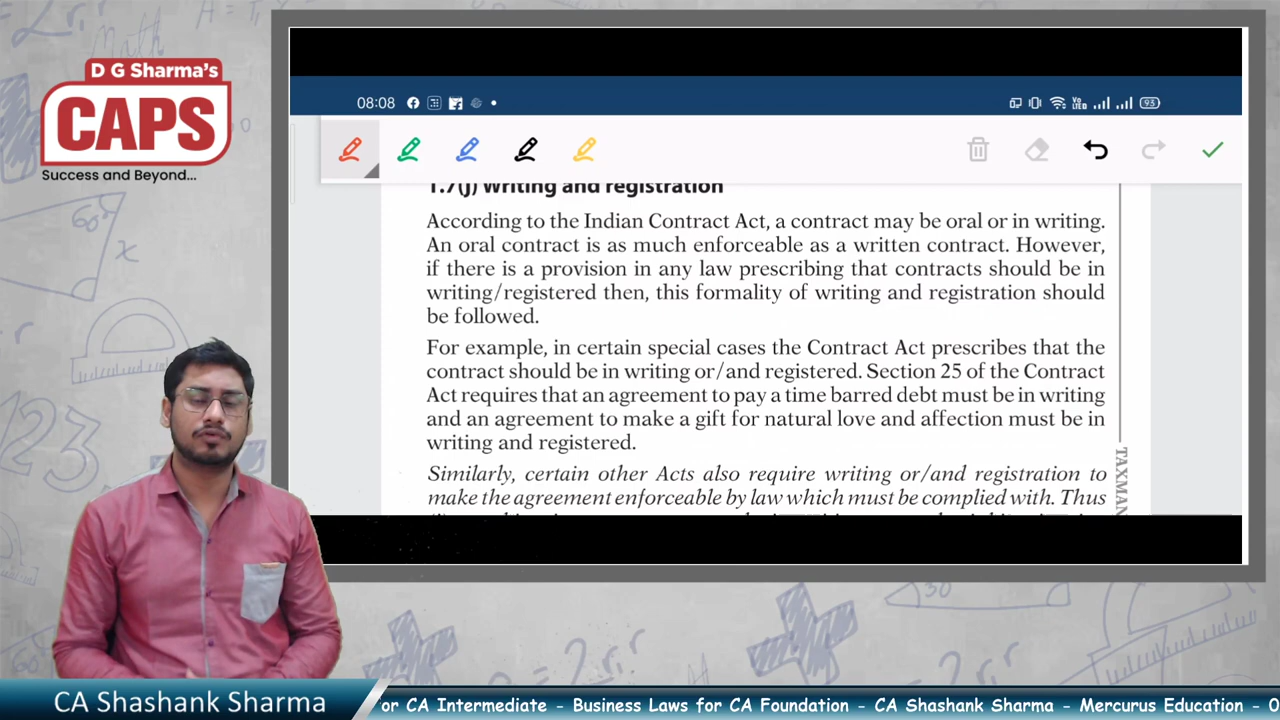 D G Sharma's
CAPS
Success and Beyond...
08:08
93
1.7(j) Writing and registration
According to the Indian Contract Act, a contract may be oral or in writing.
An oral contract is as much enforceable as a written contract. However,
if there is a provision in any law prescribing that contracts should be in
writing/registered then, this formality of writing and registration should
be followed.
For example, in certain special cases the Contract Act prescribes that the
contract should be in writing or/and registered. Section 25 of the Contract
Act requires that an agreement to pay a time barred debt must be in writing
and an agreement to make a gift for natural love and affection must be in
writing and registered.
Similarly, certain other Acts also require writing or/and registration to
make the agreement enforceable by law which must be complied with. Thus
TAXMAN
CA Shashank Sharma
or CA Intermediate - Business Laws for CA Foundation - CA Shashank Sharma - Mercurus Education - O